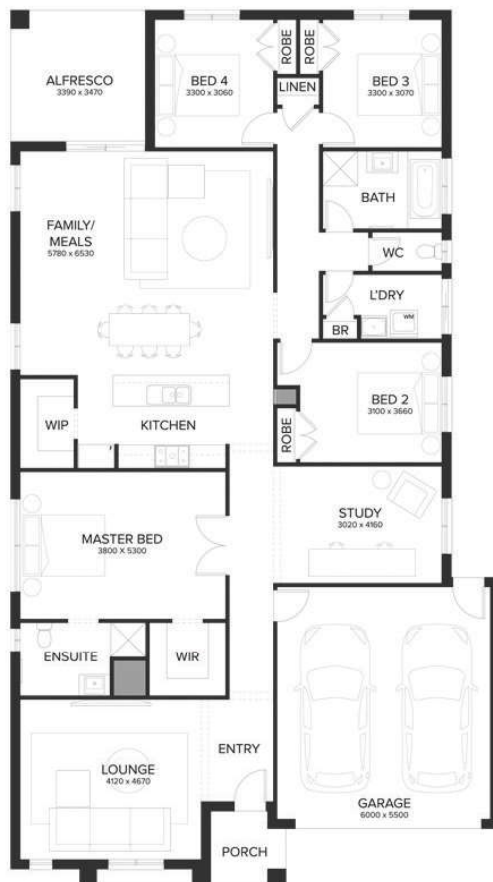 ALFRESCO
3390 x 3470
BED 4
3300 x 3060
ROBE
ROBE
BED 3
3300 x 3070
LINEN
BATH
FAMILY/
MEALS
5780 x 6530
WC
L'DRY
WM
BR
BED 2
3100 x 3660
ROBE
WIP
KITCHEN
STUDY
3020 x 4160
MASTER BED
3800 X 5300
ENSUITE
WIR
ENTRY
LOUNGE
4120 x 4670
GARAGE
6000 x 5500
PORCH